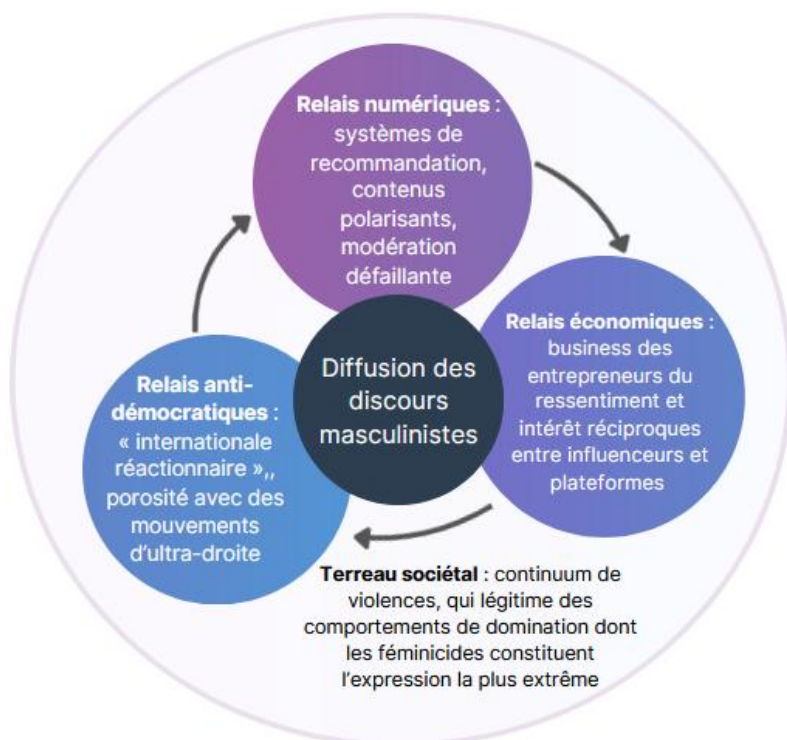 Relais numériques :
systèmes de
recommandation,
contenus
polarisants,
modération
défaillante
Relais économiques :
business des
entrepreneurs du
ressentiment et
intérêt réciproques
entre influenceurs et
plateformes
Diffusion des
discours
masculinistes
Relais anti-
démocratiques :
« internationale
réactionnaire »,,
porosité avec des
mouvements
d'ultra-droite
Terreau sociétal : continuum de
violences, qui légitime des
comportements de domination dont
les féminicides constituent
l'expression la plus extrême